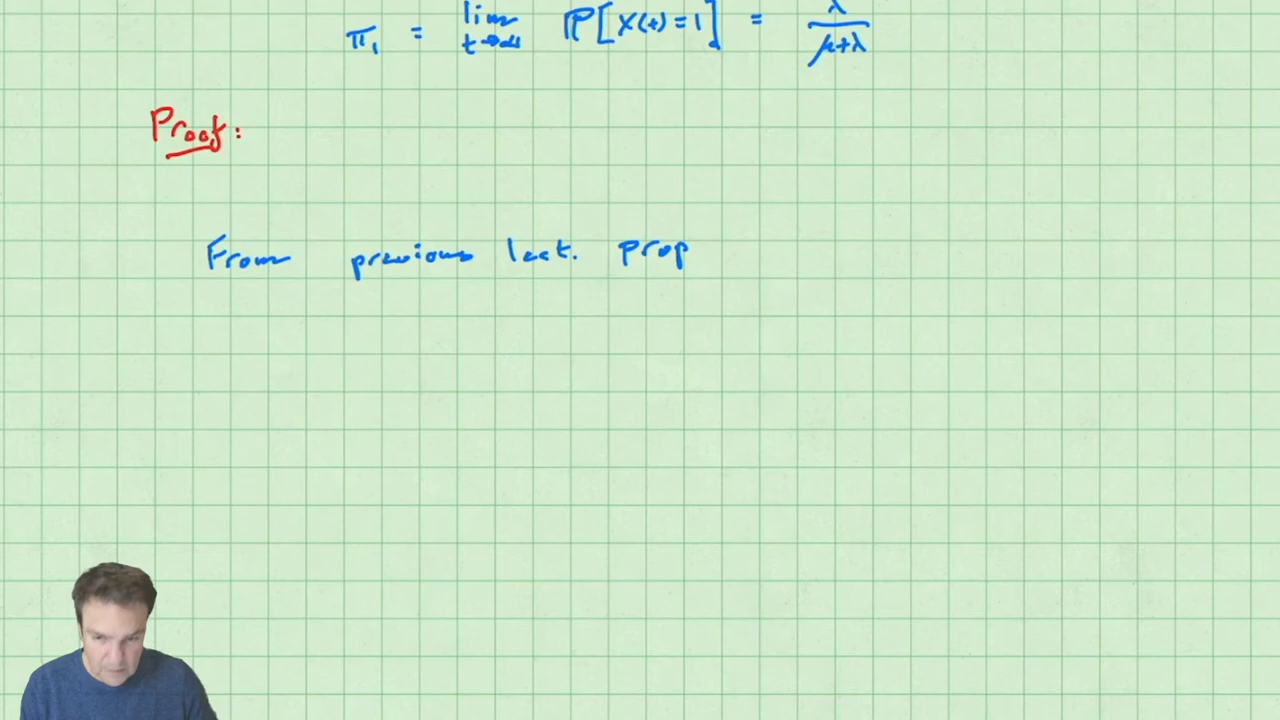 π₁ = lim t→∞ ℙ[X(t)=1] = λ/(μ+λ)
Proof:
From previous lect. prop